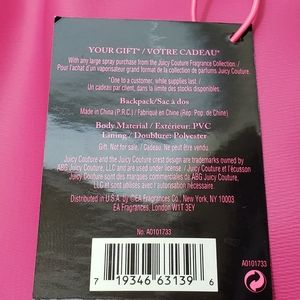 YOUR GIFT* / VOTRE CADEAU*
With any large spray purchase from the Juicy Couture Fragrance Collection /
Pour l'achat d'un vaporisateur grand format de la collection de parfums Juicy Couture.
*One to a customer, while supplies last. /
Un cadeau par client, dans la limite des stocks disponibles.
Backpack/Sac à dos
Made in China (P.R.C.) / Fabriqué en Chine (Rép. Pop. de Chine)
Body Material / Extérieur: PVC
Lining / Doublure: Polyester
Gift. Not for sale. / Cadeau. Ne peut être vendu.
Juicy Couture and the Juicy crest design are trademarks owned by
ABG Juicy Couture, LLC and are used under license. / Juicy Couture et l'écusson
Juicy Couture sont des marques commerciales de ABG Juicy Couture,
LLC et sont utilisées avec l'autorisation nécessaire.
Distributed in U.S.A. by ©EA Fragrances Co., New York, NY 10003
EA Fragrances, London W1T 3EY
No. A0101733
A0101733
7 19346 63139 6